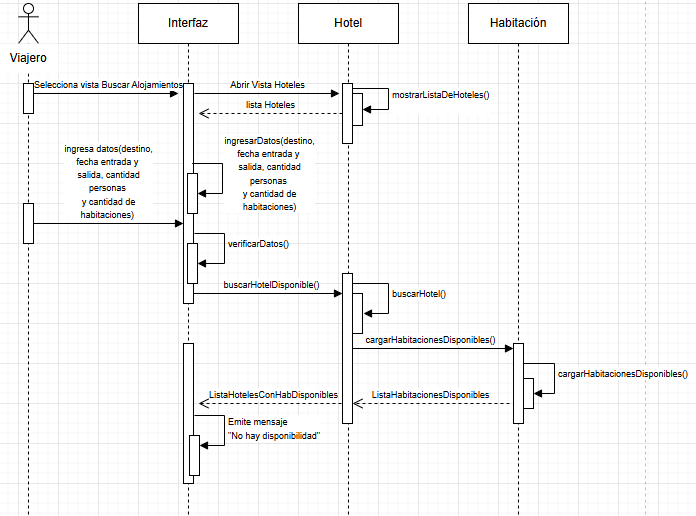 Interfaz
Hotel
Habitación
Viajero
Selecciona vista Buscar Alojamientos
Abrir Vista Hoteles
mostrarListaDeHoteles()
lista Hoteles
ingresa datos(destino,
fecha entrada y
salida, cantidad
personas
y cantidad de
habitaciones)
ingresarDatos(destino,
fecha entrada y
salida, cantidad
personas
y cantidad de
habitaciones)
verificarDatos()
buscarHotelDisponible()
buscarHotel()
cargarHabitacionesDisponibles()
cargarHabitacionesDisponibles()
ListaHotelesConHabDisponibles
ListaHabitacionesDisponibles
Emite mensaje
"No hay disponibilidad"